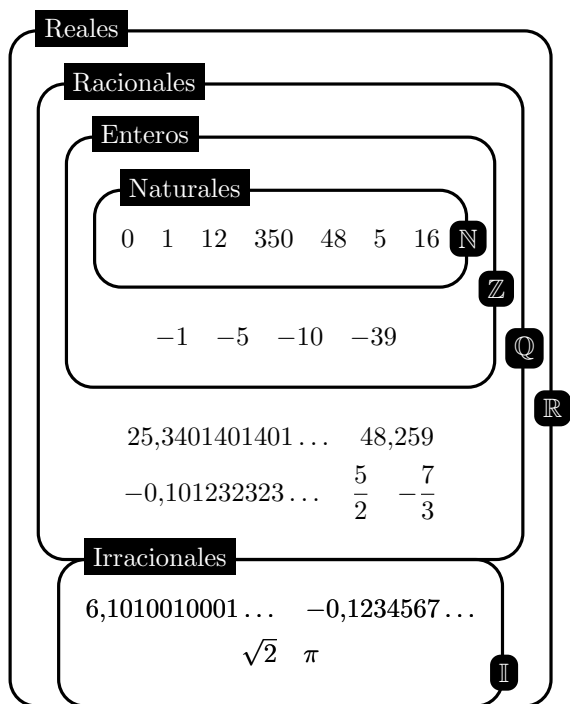 Reales
Racionales
Enteros
Naturales
0 1 12 350 48 5 16 ℕ
ℤ
−1 −5 −10 −39
ℚ
ℝ
25,3401401401… 48,259
−0,101232323… 5/2 −7/3
Irracionales
6,1010010001… −0,1234567…
√2 π
𝕀